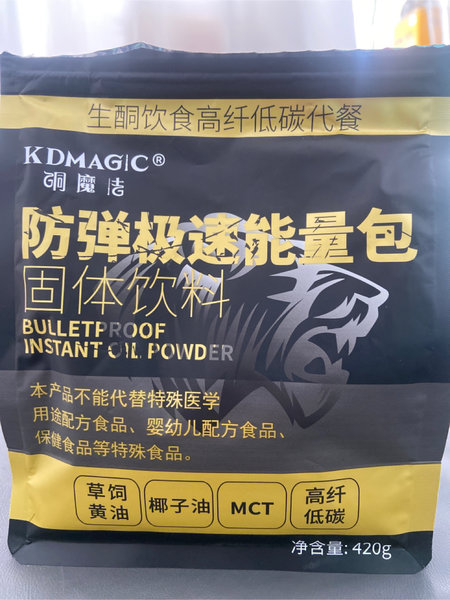 生酮饮食高纤低碳代餐
KDMAGIC®
酮魔法
防弹极速能量包
固体饮料
BULLETPROOF
INSTANT OIL POWDER
本产品不能代替特殊医学
用途配方食品、婴幼儿配方食品、
保健食品等特殊食品。
草饲
黄油
椰子油
MCT
高纤
低碳
净含量: 420g